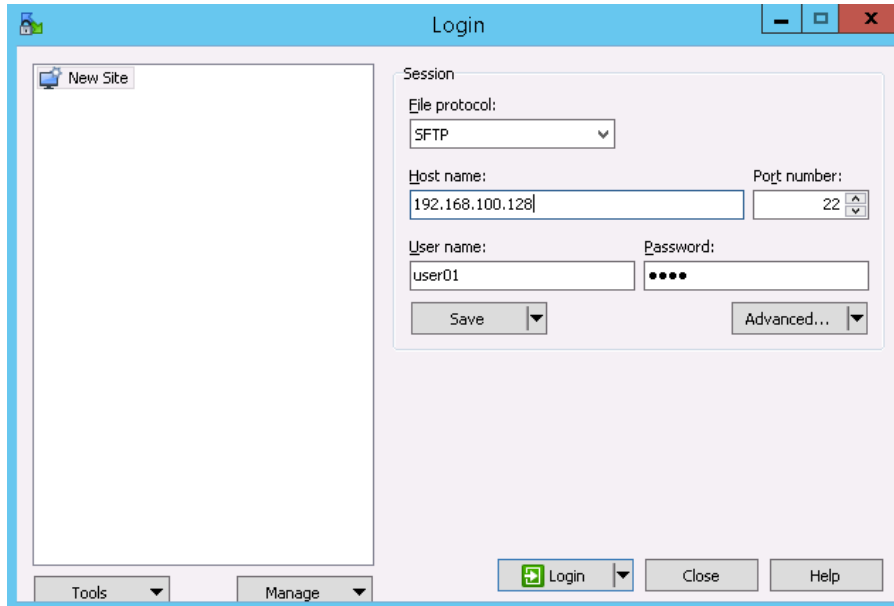 Login
New Site
Session
File protocol:
SFTP
Host name: Port number:
192.168.100.128 22
User name: Password:
user01 ••••
Save Advanced...
Login Close Help
Tools Manage